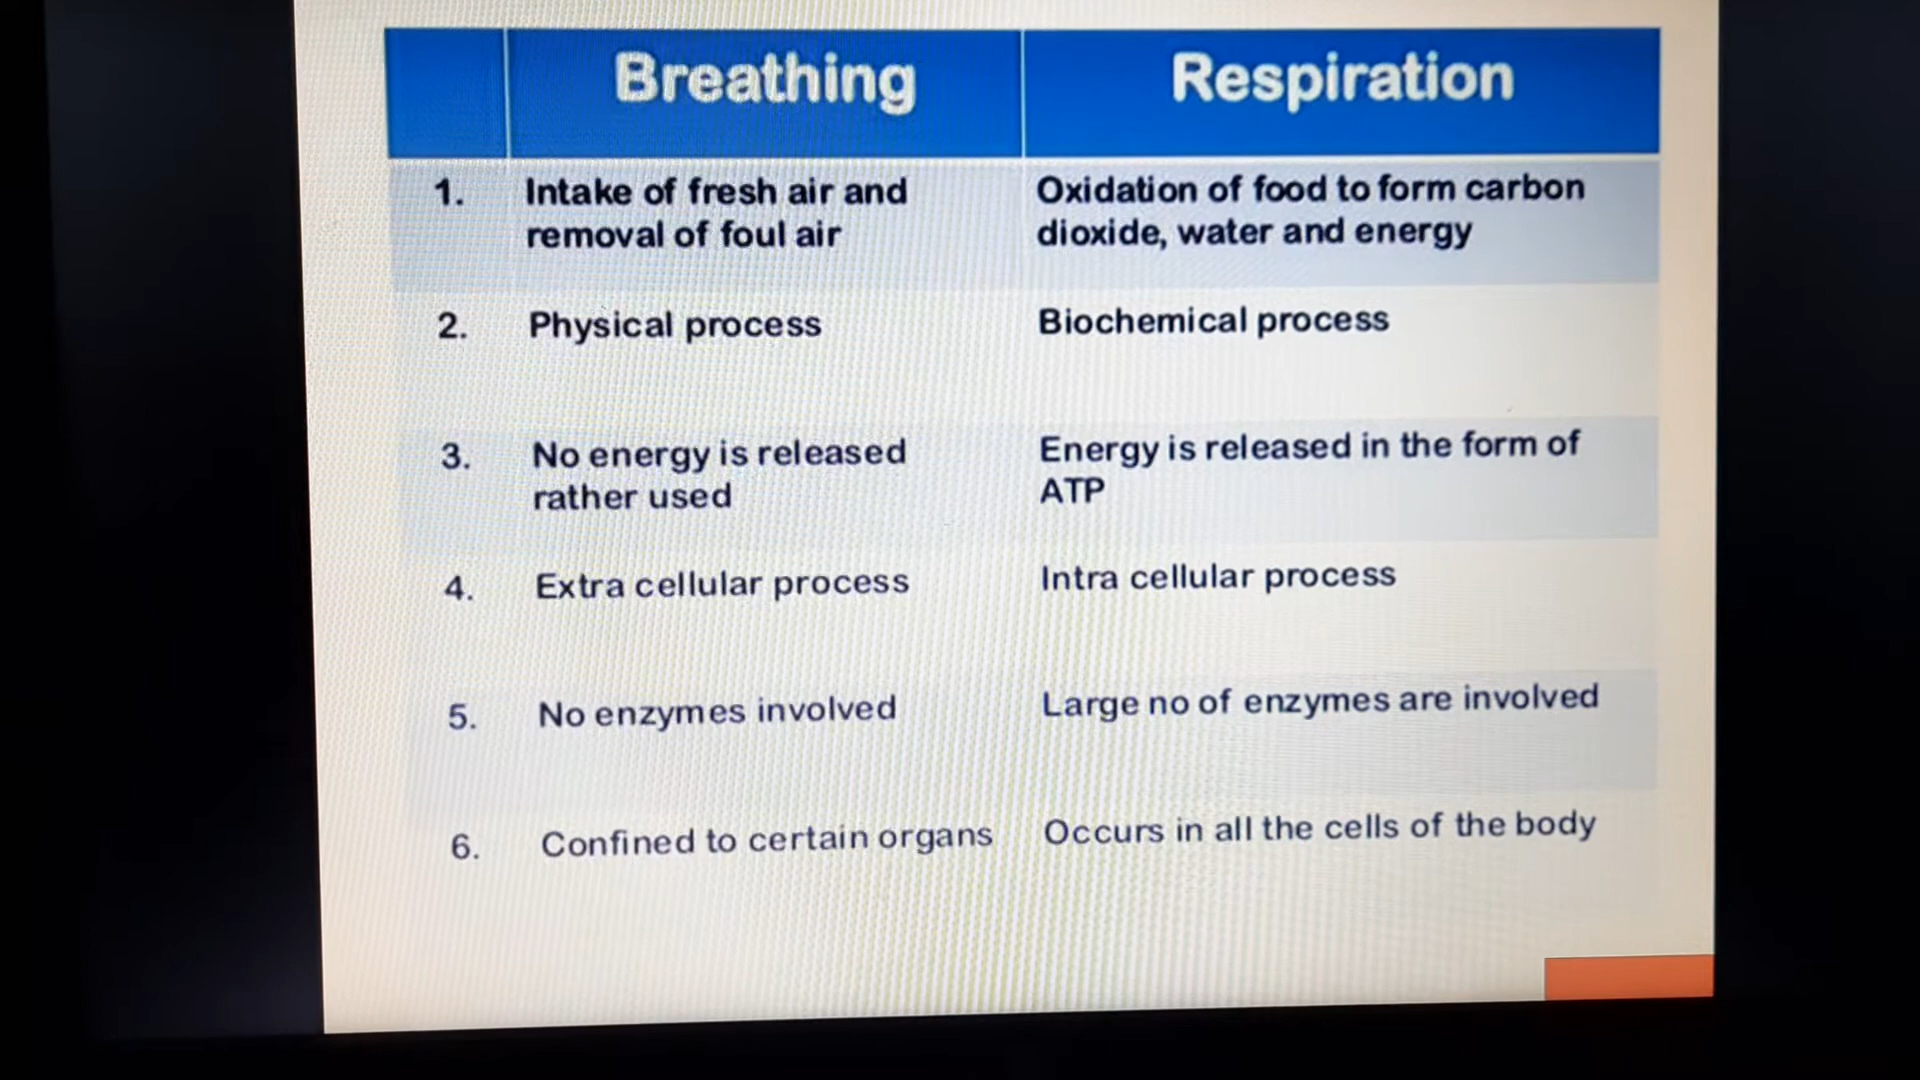 Breathing Respiration
1. Intake of fresh air and Oxidation of food to form carbon
removal of foul air dioxide, water and energy
2. Physical process Biochemical process
3. No energy is released Energy is released in the form of
rather used ATP
4. Extra cellular process Intra cellular process
5. No enzymes involved Large no of enzymes are involved
6. Confined to certain organs Occurs in all the cells of the body